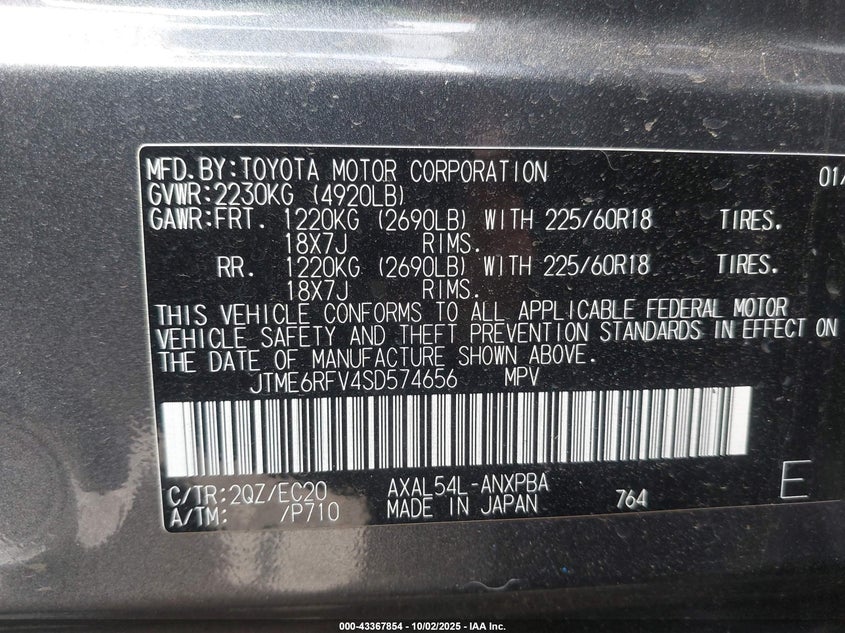 MFD.BY:TOYOTA MOTOR CORPORATION 01/
GVWR:2230KG (4920LB)
GAWR:FRT. 1220KG (2690LB) WITH 225/60R18 TIRES.
18X7J RIMS.
RR. 1220KG (2690LB) WITH 225/60R18 TIRES.
18X7J RIMS.
THIS VEHICLE CONFORMS TO ALL APPLICABLE FEDERAL MOTOR
VEHICLE SAFETY AND THEFT PREVENTION STANDARDS IN EFFECT ON
THE DATE OF MANUFACTURE SHOWN ABOVE.
JTME6RFV4SD574656 MPV
C/TR:2QZ/EC20 AXAL54L-ANXPBA E
A/TM: /P710 MADE IN JAPAN 764
000-43367854 - 10/02/2025 - IAA Inc.